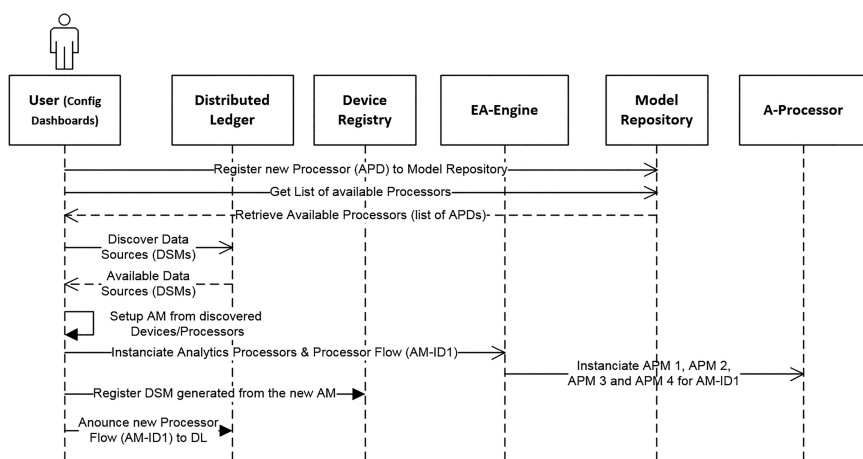 User (Config
Dashboards)
Distributed
Ledger
Device
Registry
EA-Engine
Model
Repository
A-Processor
Register new Processor (APD) to Model Repository
Get List of available Processors
Retrieve Available Processors (list of APDs)
Discover Data
Sources (DSMs)
Available Data
Sources (DSMs)
Setup AM from discovered
Devices/Processors
Instanciate Analytics Processors & Processor Flow (AM-ID1)
Instanciate APM 1, APM 2,
APM 3 and APM 4 for AM-ID1
Register DSM generated from the new AM
Anounce new Processor
Flow (AM-ID1) to DL